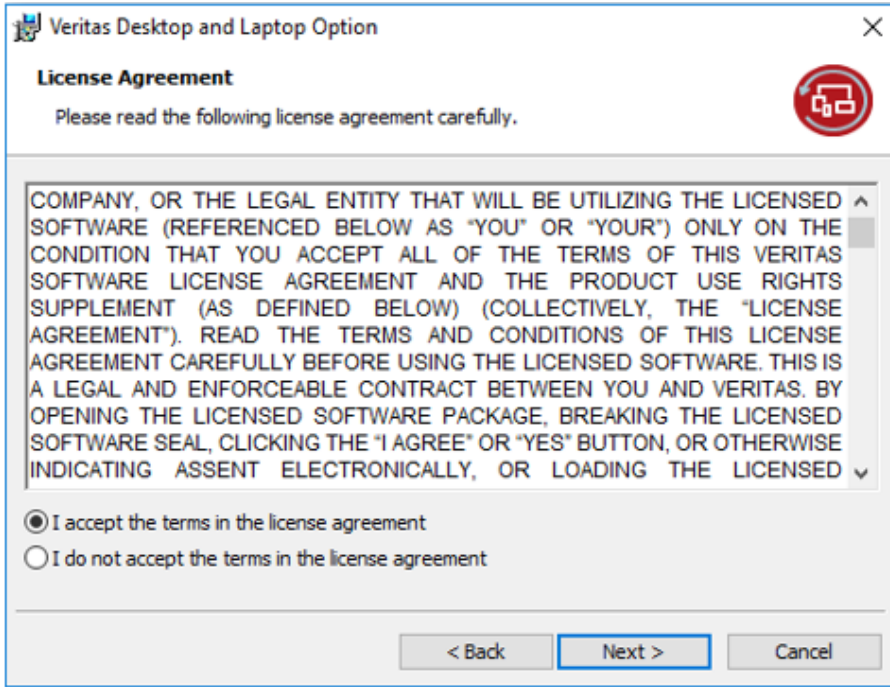 Veritas Desktop and Laptop Option
License Agreement
Please read the following license agreement carefully.
COMPANY, OR THE LEGAL ENTITY THAT WILL BE UTILIZING THE LICENSED
SOFTWARE (REFERENCED BELOW AS “YOU” OR “YOUR”) ONLY ON THE
CONDITION THAT YOU ACCEPT ALL OF THE TERMS OF THIS VERITAS
SOFTWARE LICENSE AGREEMENT AND THE PRODUCT USE RIGHTS
SUPPLEMENT (AS DEFINED BELOW) (COLLECTIVELY, THE “LICENSE
AGREEMENT”). READ THE TERMS AND CONDITIONS OF THIS LICENSE
AGREEMENT CAREFULLY BEFORE USING THE LICENSED SOFTWARE. THIS IS
A LEGAL AND ENFORCEABLE CONTRACT BETWEEN YOU AND VERITAS. BY
OPENING THE LICENSED SOFTWARE PACKAGE, BREAKING THE LICENSED
SOFTWARE SEAL, CLICKING THE “I AGREE” OR “YES” BUTTON, OR OTHERWISE
INDICATING ASSENT ELECTRONICALLY, OR LOADING THE LICENSED
I accept the terms in the license agreement
I do not accept the terms in the license agreement
< Back Next > Cancel